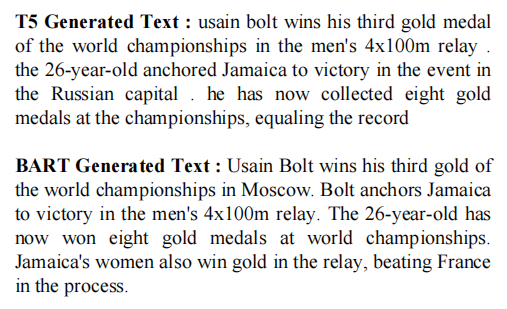 T5 Generated Text : usain bolt wins his third gold medal
of the world championships in the men's 4x100m relay .
the 26-year-old anchored Jamaica to victory in the event in
the Russian capital . he has now collected eight gold
medals at the championships, equaling the record
BART Generated Text : Usain Bolt wins his third gold of
the world championships in Moscow. Bolt anchors Jamaica
to victory in the men's 4x100m relay. The 26-year-old has
now won eight gold medals at world championships.
Jamaica's women also win gold in the relay, beating France
in the process.